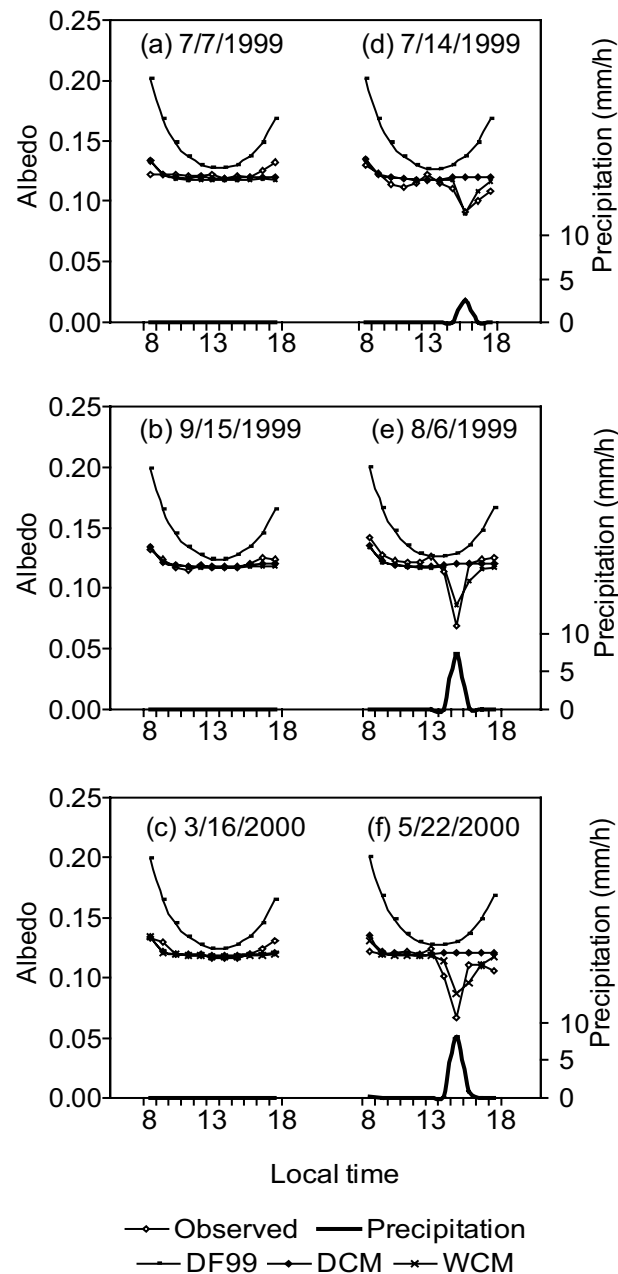 (a) 7/7/1999
(d) 7/14/1999
Albedo
0.25
0.20
0.15
0.10
0.05
0.00
Precipitation (mm/h)
10
5
0
8 13 18
8 13 18
(b) 9/15/1999
(e) 8/6/1999
Albedo
0.25
0.20
0.15
0.10
0.05
0.00
Precipitation (mm/h)
10
5
0
8 13 18
8 13 18
(c) 3/16/2000
(f) 5/22/2000
Albedo
0.25
0.20
0.15
0.10
0.05
0.00
Precipitation (mm/h)
10
5
0
8 13 18
8 13 18
Local time
Observed Precipitation
DF99 DCM WCM